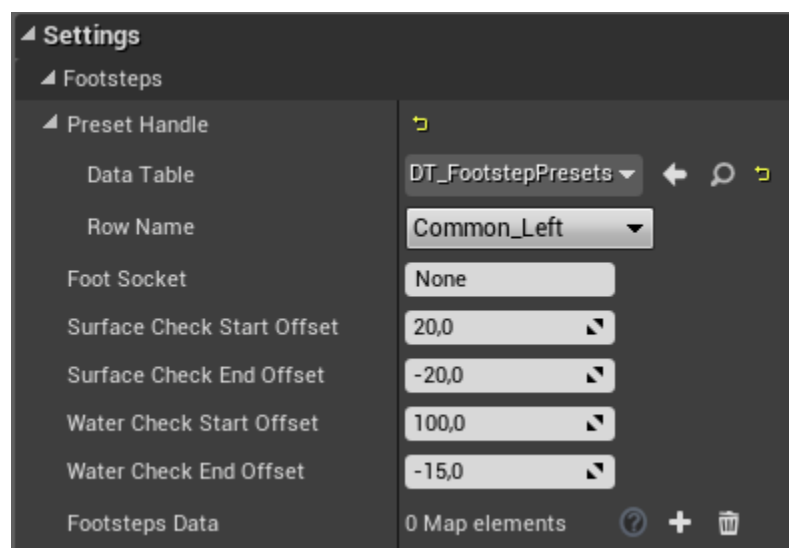 Settings
Footsteps
Preset Handle
Data Table DT_FootstepPresets
Row Name Common_Left
Foot Socket None
Surface Check Start Offset 20,0
Surface Check End Offset -20,0
Water Check Start Offset 100,0
Water Check End Offset -15,0
Footsteps Data 0 Map elements ?